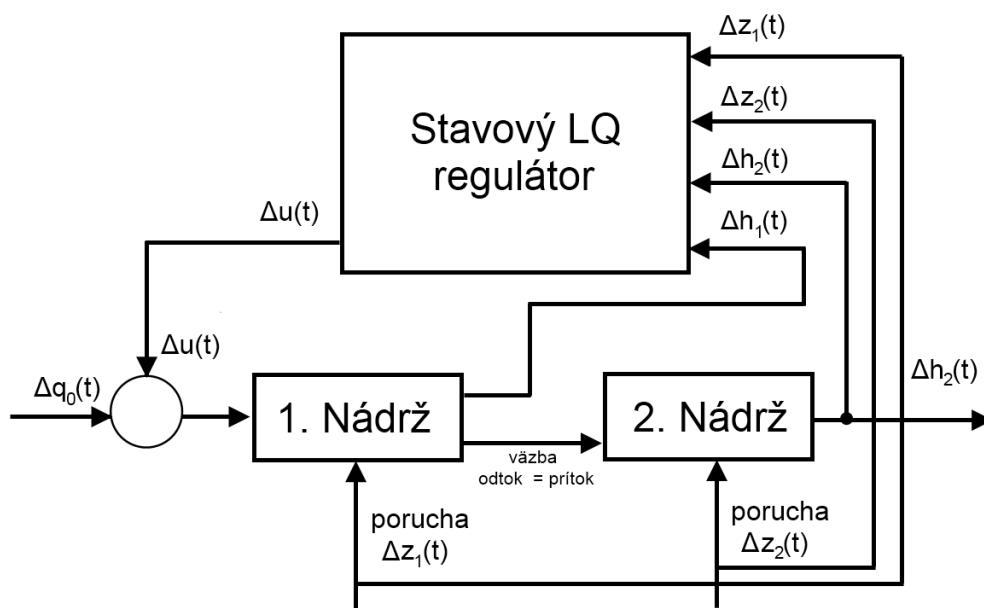 Δz₁(t)
Δz₂(t)
Stavový LQ
regulátor
Δh₂(t)
Δu(t)
Δh₁(t)
Δu(t)
Δq₀(t)
Δh₂(t)
1. Nádrž
2. Nádrž
väzba
odtok = prítok
porucha
Δz₁(t)
porucha
Δz₂(t)